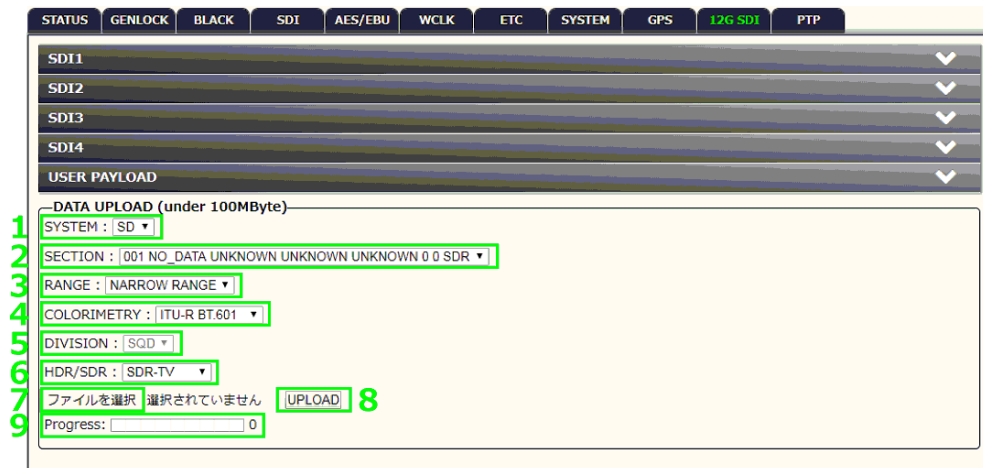 STATUS GENLOCK BLACK SDI AES/EBU WCLK ETC SYSTEM GPS 12G SDI PTP
SDI1
SDI2
SDI3
SDI4
USER PAYLOAD
DATA UPLOAD (under 100MByte)
1 SYSTEM : SD
2 SECTION : 001 NO_DATA UNKNOWN UNKNOWN UNKNOWN 0 0 SDR
3 RANGE : NARROW RANGE
4 COLORIMETRY : ITU-R BT.601
5 DIVISION : SQD
6 HDR/SDR : SDR-TV
7 ファイルを選択 選択されていません UPLOAD 8
9 Progress: 0